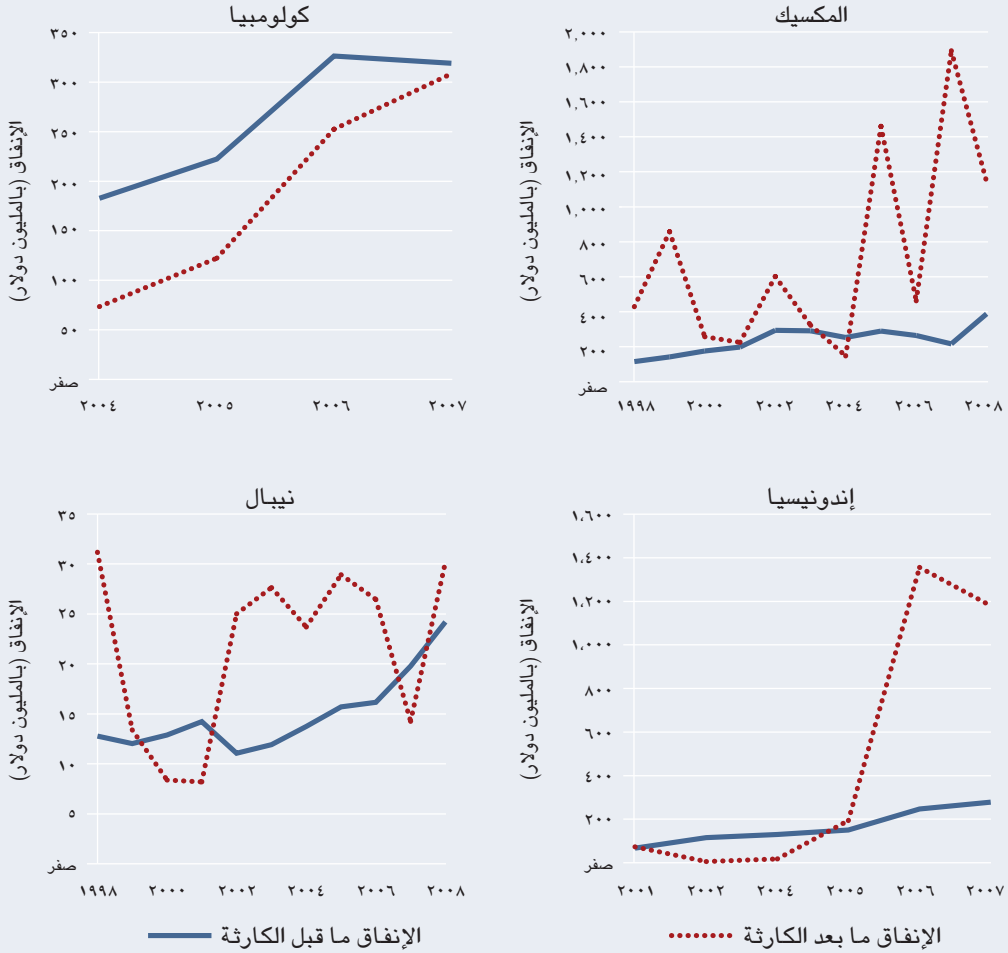 كولومبيا
الإنفاق (بالمليون دولار)
٣٥٠
٣٠٠
٢٥٠
٢٠٠
١٥٠
١٠٠
٥٠
صفر
٢٠٠٤ ٢٠٠٥ ٢٠٠٦ ٢٠٠٧
المكسيك
الإنفاق (بالمليون دولار)
٢،٠٠٠
١،٨٠٠
١،٦٠٠
١،٤٠٠
١،٢٠٠
١،٠٠٠
٨٠٠
٦٠٠
٤٠٠
٢٠٠
صفر
١٩٩٨ ٢٠٠٠ ٢٠٠٢ ٢٠٠٤ ٢٠٠٦ ٢٠٠٨
نيبال
الإنفاق (بالمليون دولار)
٣٥
٣٠
٢٥
٢٠
١٥
١٠
٥
صفر
١٩٩٨ ٢٠٠٠ ٢٠٠٢ ٢٠٠٤ ٢٠٠٦ ٢٠٠٨
إندونيسيا
الإنفاق (بالمليون دولار)
١،٦٠٠
١،٤٠٠
١،٢٠٠
١،٠٠٠
٨٠٠
٦٠٠
٤٠٠
٢٠٠
صفر
٢٠٠١ ٢٠٠٢ ٢٠٠٤ ٢٠٠٥ ٢٠٠٦ ٢٠٠٧
الإنفاق ما قبل الكارثة
الإنفاق ما بعد الكارثة